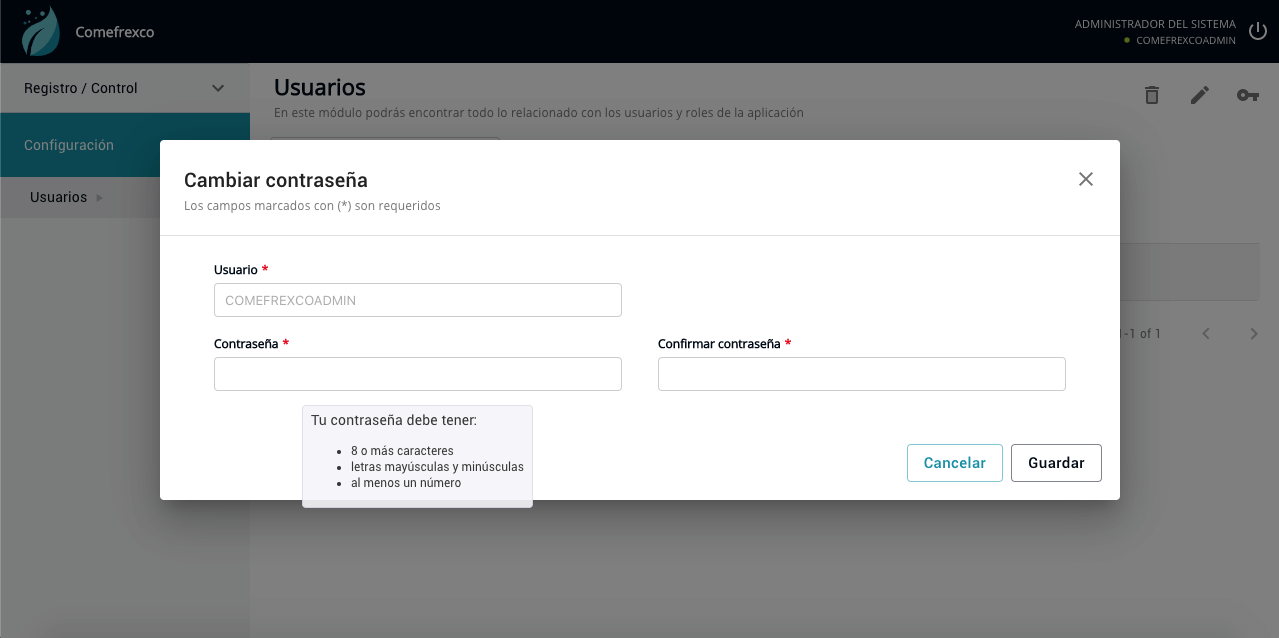 Comefrexco
ADMINISTRADOR DEL SISTEMA
COMEFREXCOADMIN
Registro / Control
Configuración
Usuarios
Usuarios
En este módulo podrás encontrar todo lo relacionado con los usuarios y roles de la aplicación
Cambiar contraseña
Los campos marcados con (*) son requeridos
Usuario *
COMEFREXCOADMIN
Contraseña *
Confirmar contraseña *
Tu contraseña debe tener:
• 8 o más caracteres
• letras mayúsculas y minúsculas
• al menos un número
Cancelar
Guardar
-1 of 1